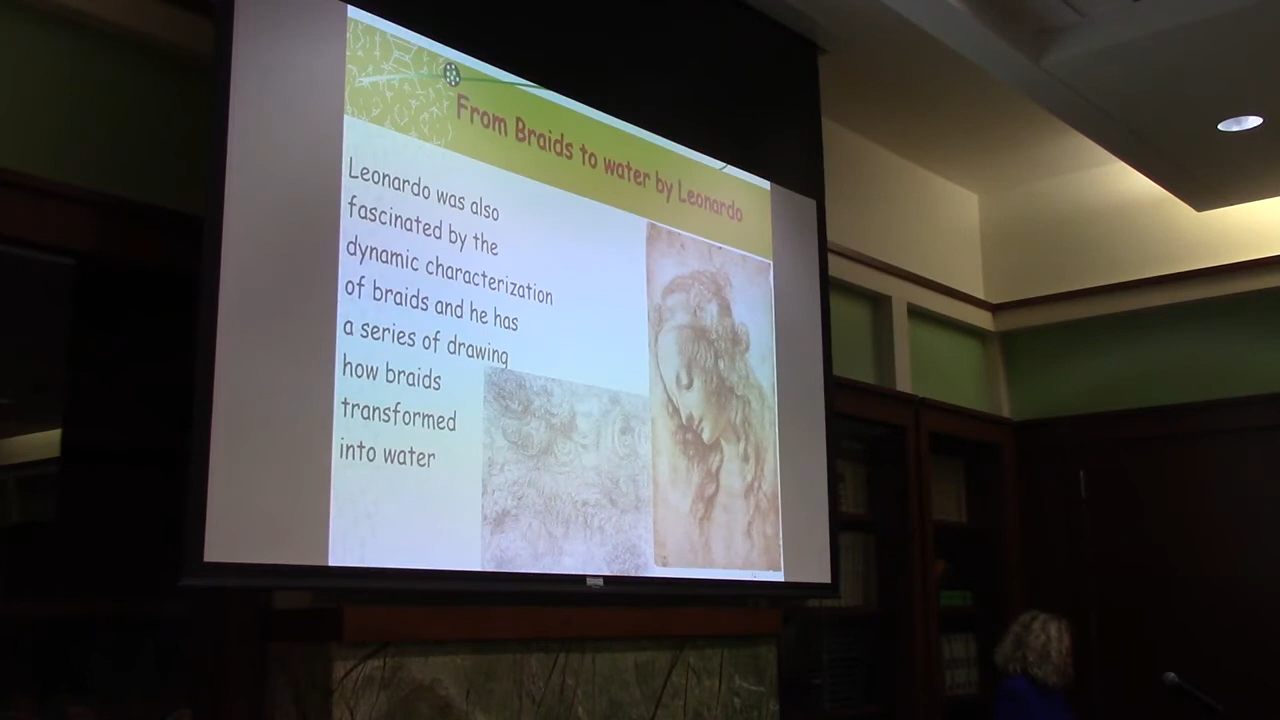 From Braids to water by Leonardo
Leonardo was also
fascinated by the
dynamic characterization
of braids and he has
a series of drawing
how braids
transformed
into water